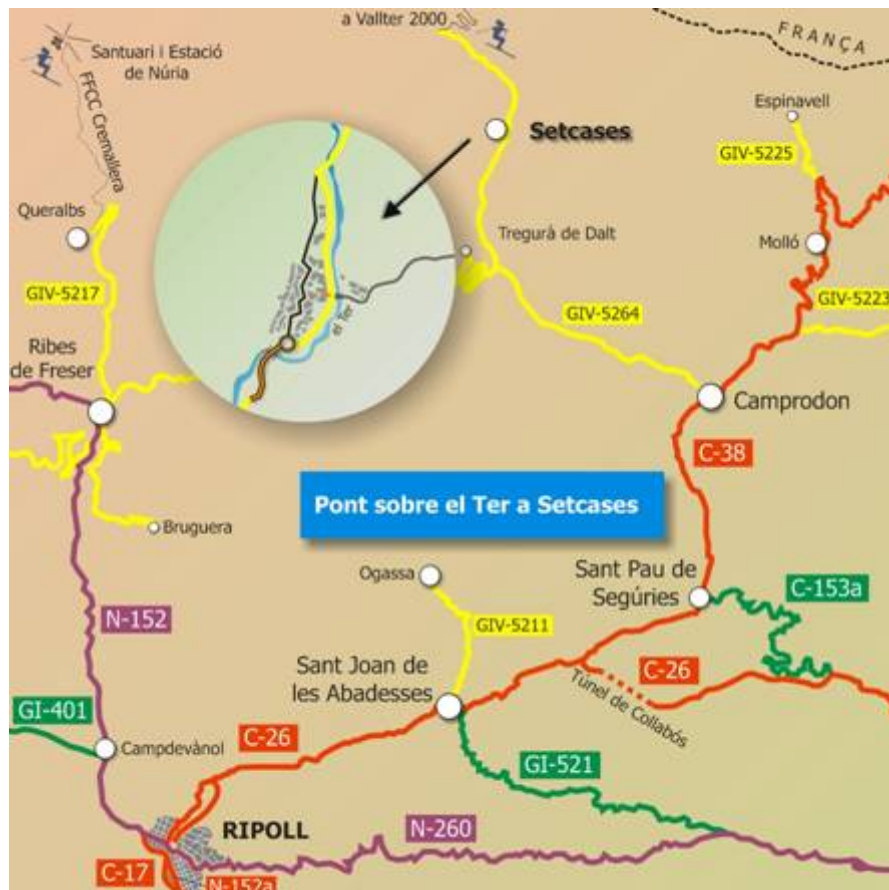 a Vallter 2000
FRANÇA
Santuari i Estació
de Núria
FFCC Cremallera
Setcases
Espinavell
GIV-5225
Queralbs
Tregurà de Dalt
Molló
GIV-5217
GIV-5264
GIV-5223
el Ter
Ribes
de Freser
Camprodon
C-38
Pont sobre el Ter a Setcases
Bruguera
Ogassa
Sant Pau de
Segúries
C-153a
N-152
GIV-5211
Sant Joan de
les Abadesses
C-26
Túnel de Collabós
GI-401
Campdevànol
C-26
GI-521
RIPOLL
N-260
C-17
N-152a